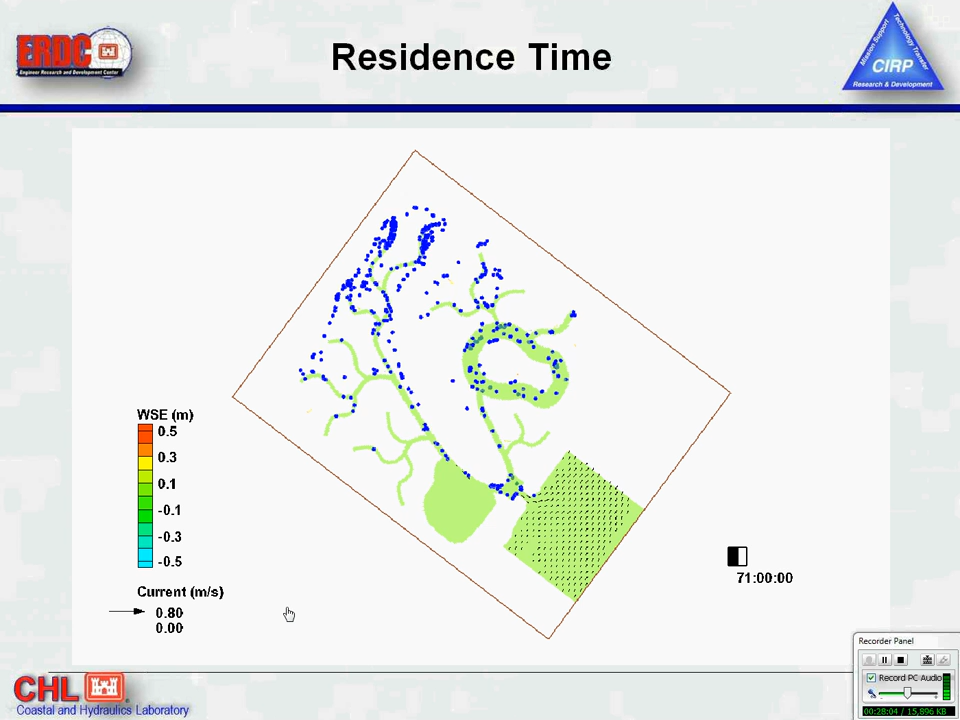 Residence Time
ERDC
Engineer Research and Development Center
Mission Support
Technology Transfer
CIRP
Research & Development
WSE (m)
0.5
0.3
0.1
-0.1
-0.3
-0.5
Current (m/s)
0.80
0.00
71:00:00
Recorder Panel
Record PC Audio
00:28:04 / 15,896 KB
CHL
Coastal and Hydraulics Laboratory